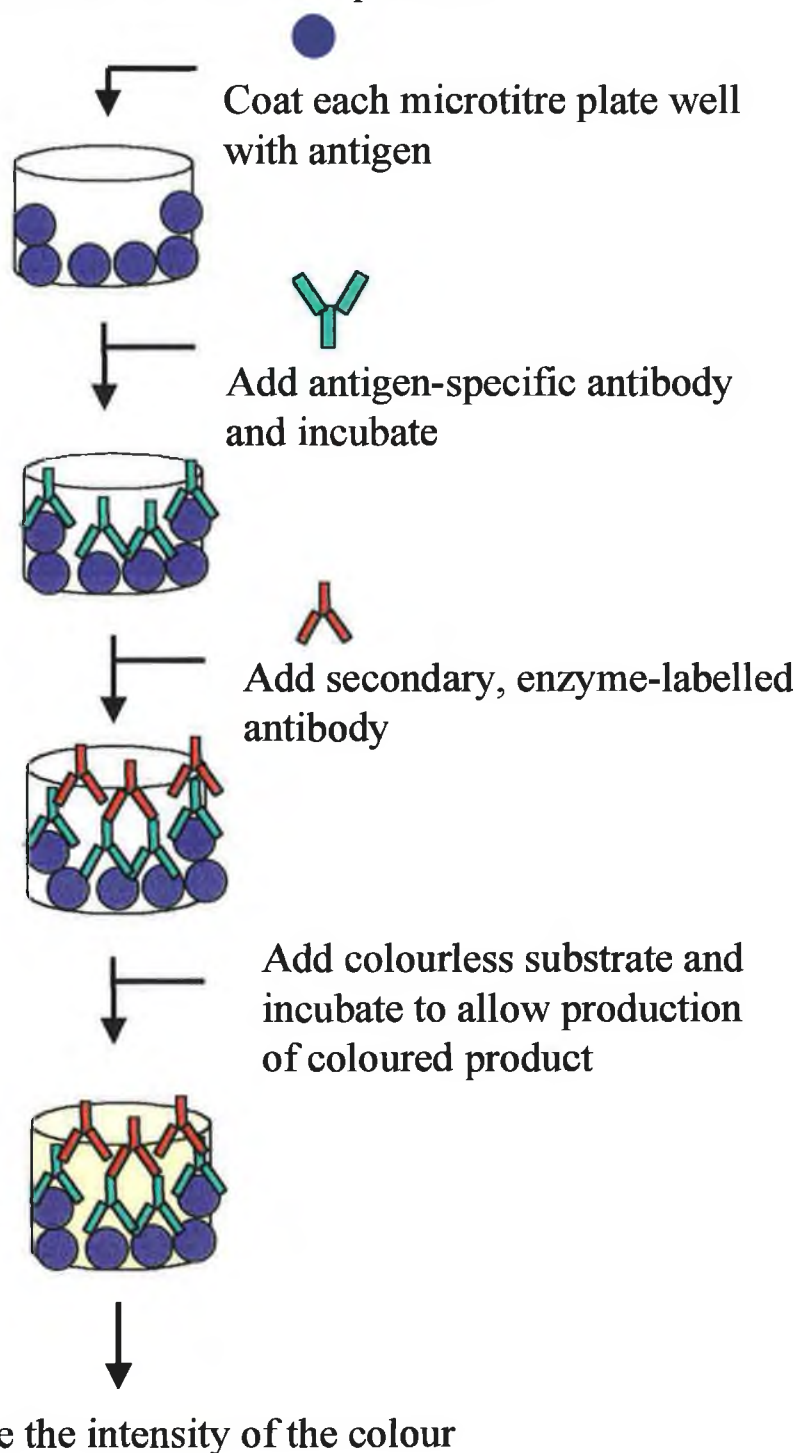 Coat each microtitre plate well
with antigen
Add antigen-specific antibody
and incubate
Add secondary, enzyme-labelled
antibody
Add colourless substrate and
incubate to allow production
of coloured product
e the intensity of the colour